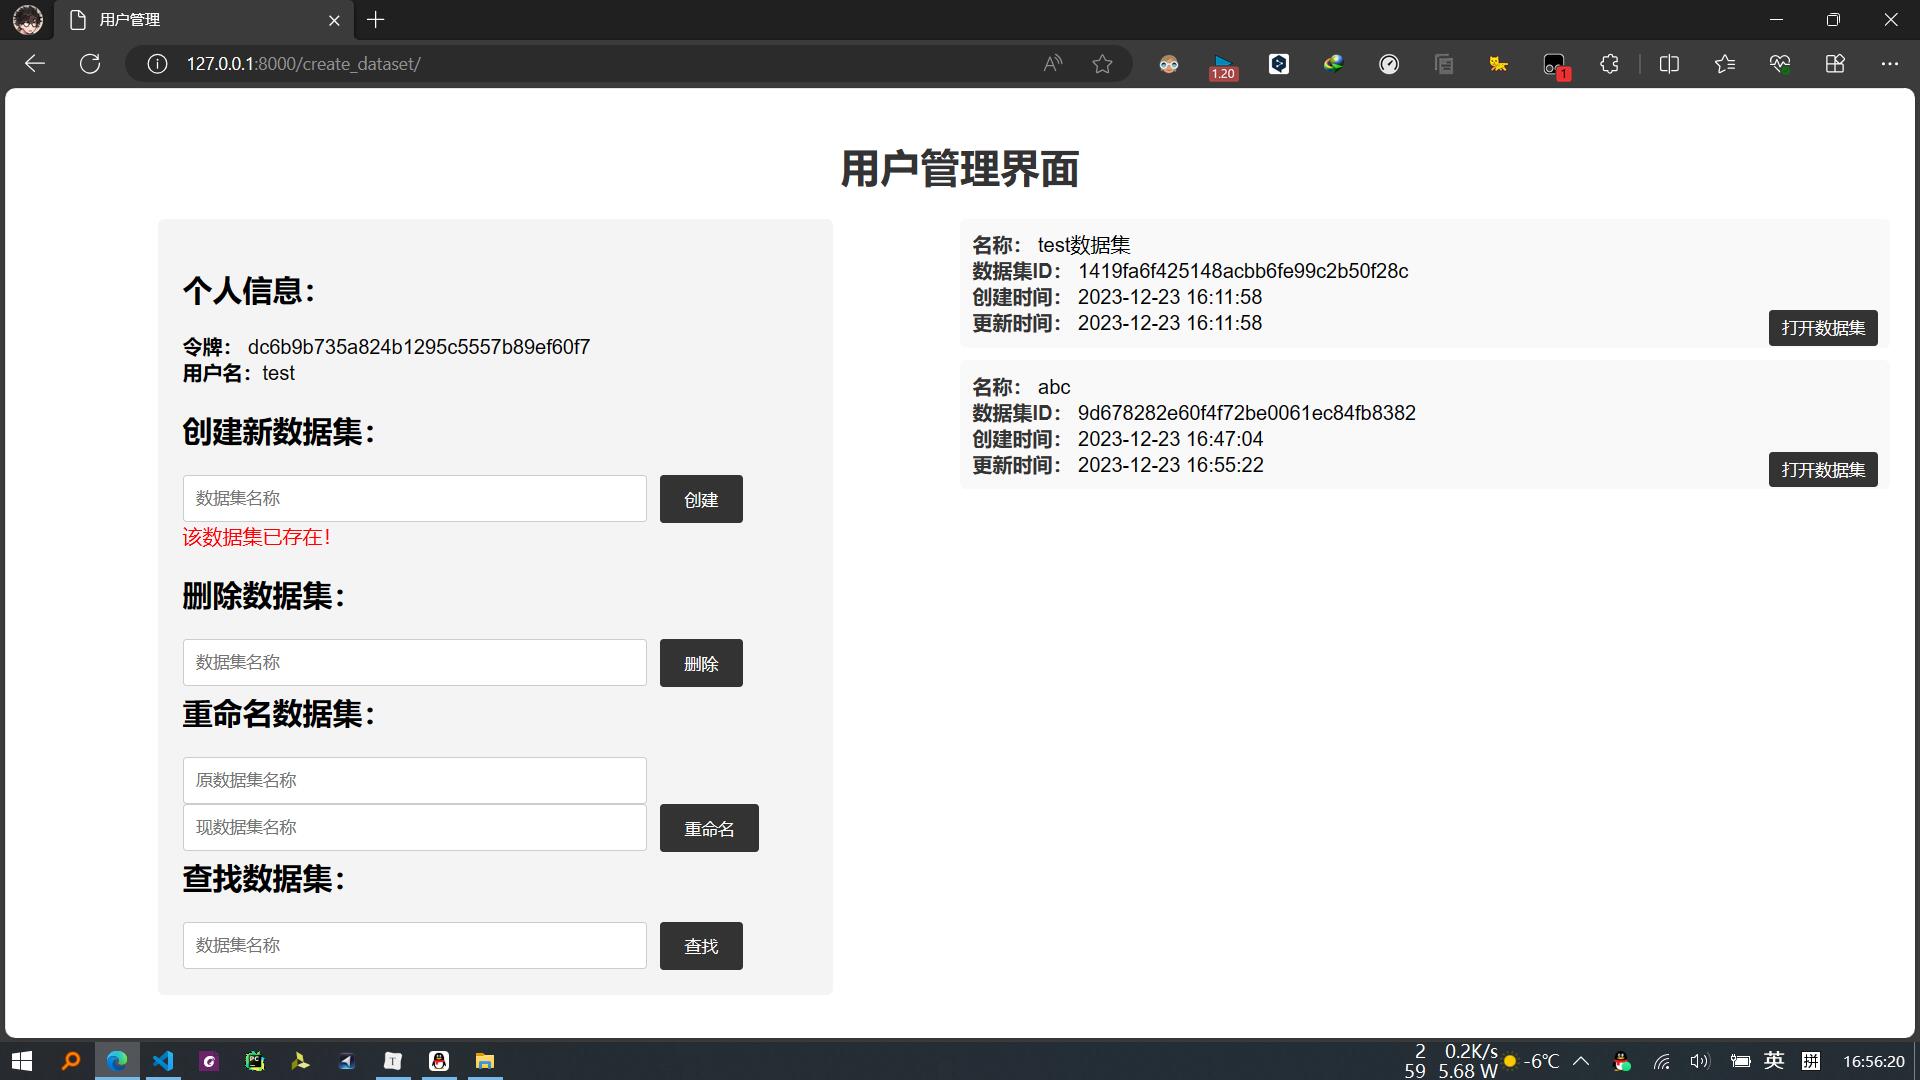 用户管理
127.0.0.1:8000/create_dataset/
1.20
1
用户管理界面
个人信息：
令牌： dc6b9b735a824b1295c5557b89ef60f7
用户名：test
创建新数据集：
数据集名称
创建
该数据集已存在！
删除数据集：
数据集名称
删除
重命名数据集：
原数据集名称
现数据集名称
重命名
查找数据集：
数据集名称
查找
名称： test数据集
数据集ID： 1419fa6f425148acbb6fe99c2b50f28c
创建时间： 2023-12-23 16:11:58
更新时间： 2023-12-23 16:11:58
打开数据集
名称： abc
数据集ID： 9d678282e60f4f72be0061ec84fb8382
创建时间： 2023-12-23 16:47:04
更新时间： 2023-12-23 16:55:22
打开数据集
2 0.2K/s
59 5.68 W
-6℃
英
拼
16:56:20